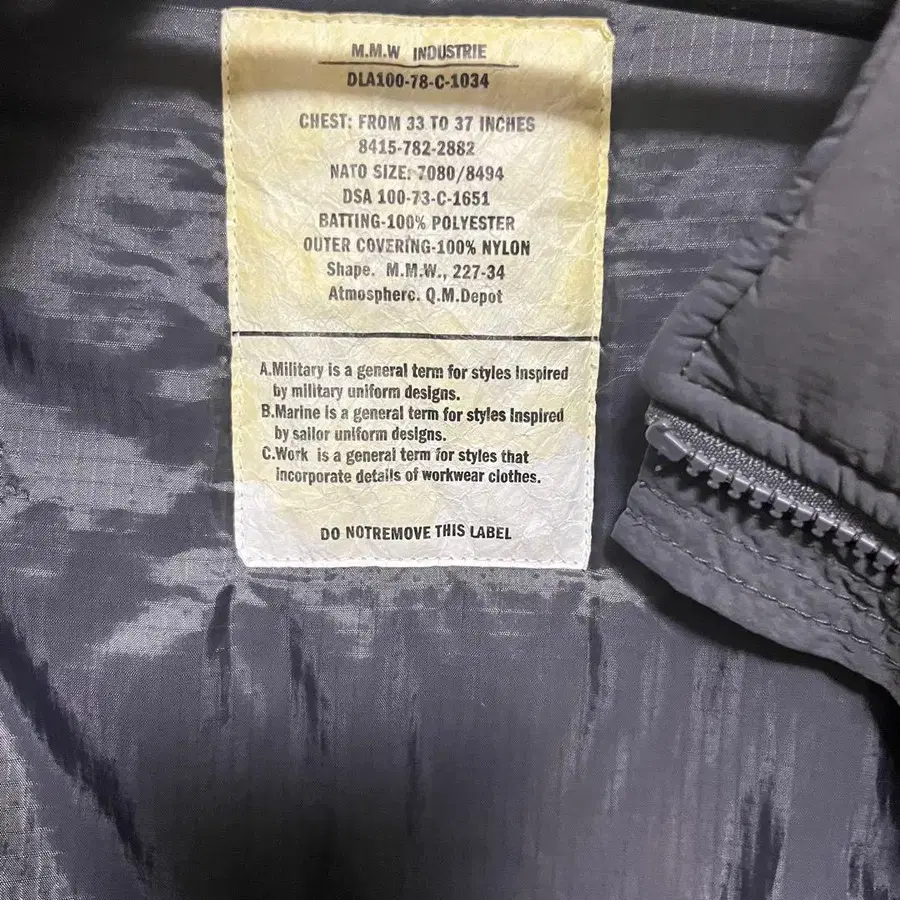 M.M.W INDUSTRIE
DLA100-78-C-1034
CHEST: FROM 33 TO 37 INCHES
8415-782-2882
NATO SIZE: 7080/8494
DSA 100-73-C-1651
BATTING-100% POLYESTER
OUTER COVERING-100% NYLON
Shape. M.M.W., 227-34
Atmosphere. Q.M.Depot
A.Military is a general term for styles Inspired
by military uniform designs.
B.Marine is a general term for styles Inspired
by sailor uniform designs.
C.Work is a general term for styles that
incorporate details of workwear clothes.
DO NOTREMOVE THIS LABEL